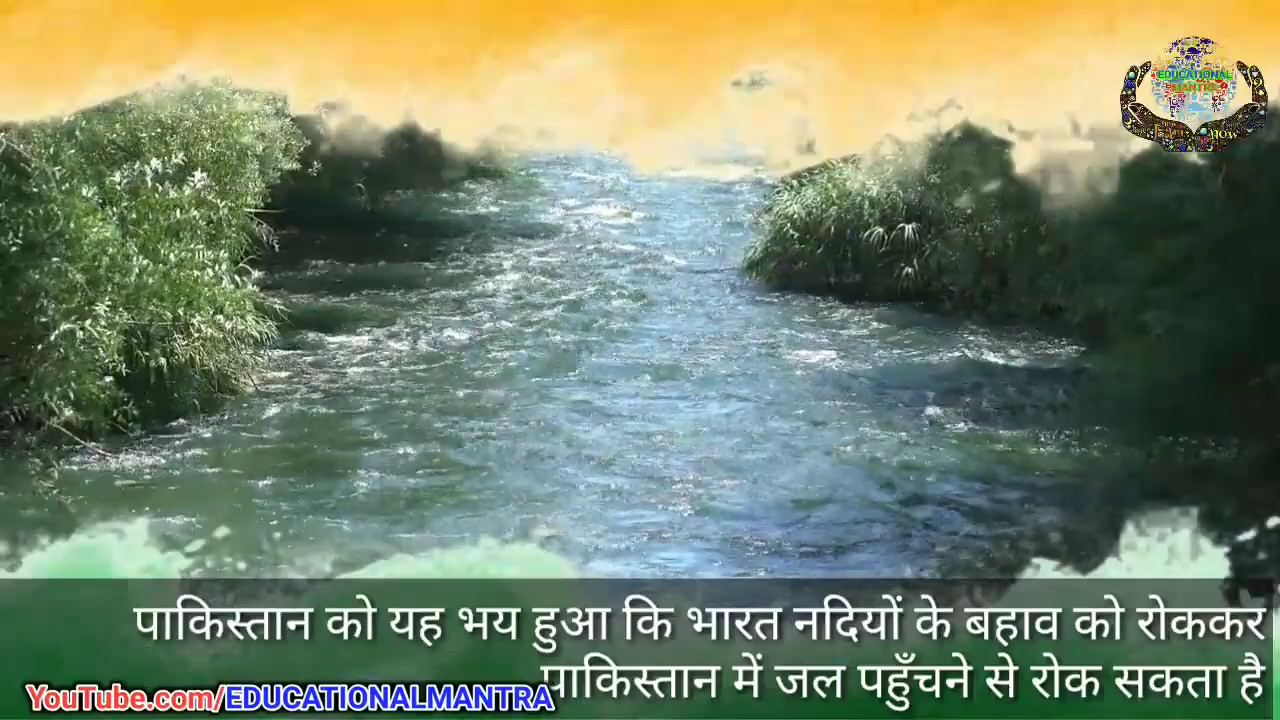 EDUCATIONAL
MANTRA
पाकिस्तान को यह भय हुआ कि भारत नदियों के बहाव को रोककर
पाकिस्तान में जल पहुँचने से रोक सकता है
YouTube.com/EDUCATIONALMANTRA